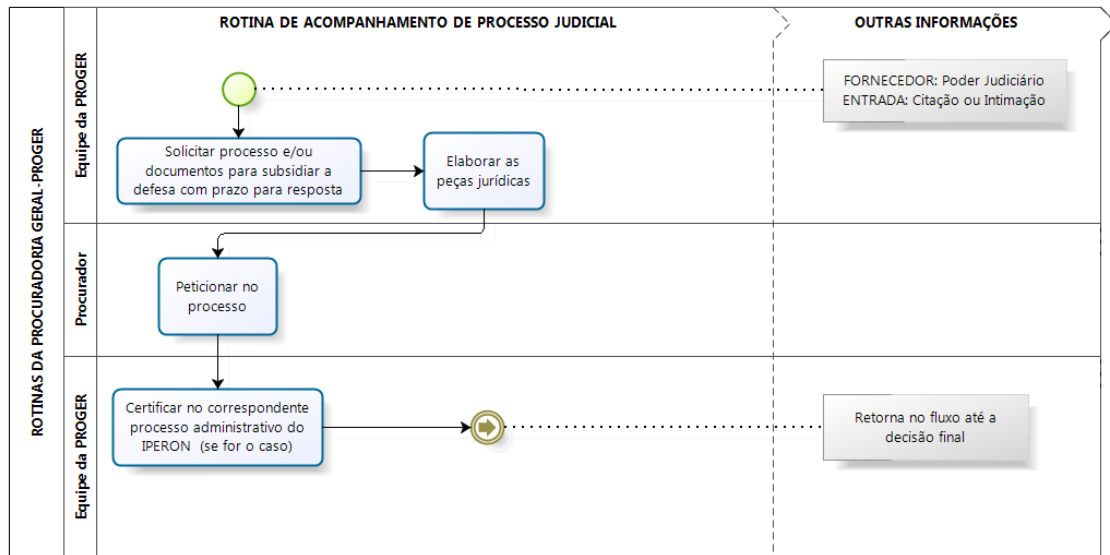 ROTINAS DA PROCURADORIA GERAL-PROGER
ROTINA DE ACOMPANHAMENTO DE PROCESSO JUDICIAL
OUTRAS INFORMAÇÕES
Equipe da PROGER
FORNECEDOR: Poder Judiciário
ENTRADA: Citação ou Intimação
Solicitar processo e/ou
documentos para subsidiar a
defesa com prazo para resposta
Elaborar as
peças jurídicas
Procurador
Peticionar no
processo
Equipe da PROGER
Certificar no correspondente
processo administrativo do
IPERON (se for o caso)
Retorna no fluxo até a
decisão final